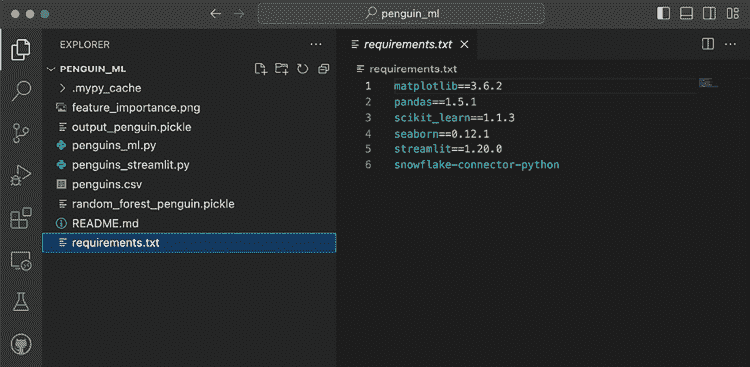 penguin_ml
EXPLORER
PENGUIN_ML
.mypy_cache
feature_importance.png
output_penguin.pickle
penguins_ml.py
penguins_streamlit.py
penguins.csv
random_forest_penguin.pickle
README.md
requirements.txt
requirements.txt
requirements.txt
1 matplotlib==3.6.2
2 pandas==1.5.1
3 scikit_learn==1.1.3
4 seaborn==0.12.1
5 streamlit==1.20.0
6 snowflake-connector-python